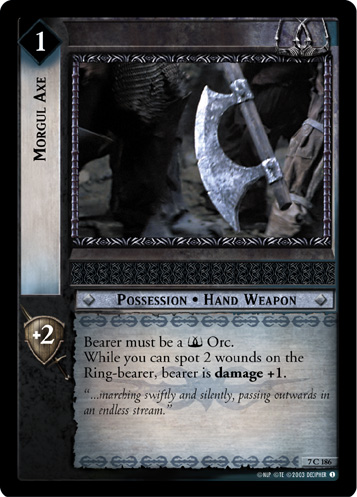 1
Morgul Axe
Possession • Hand Weapon
+2
Bearer must be a Orc.
While you can spot 2 wounds on the
Ring-bearer, bearer is damage +1.
“...marching swiftly and silently, passing outwards in
an endless stream.”
7 C 186
©NLP ©TE ©2003 DECIPHER